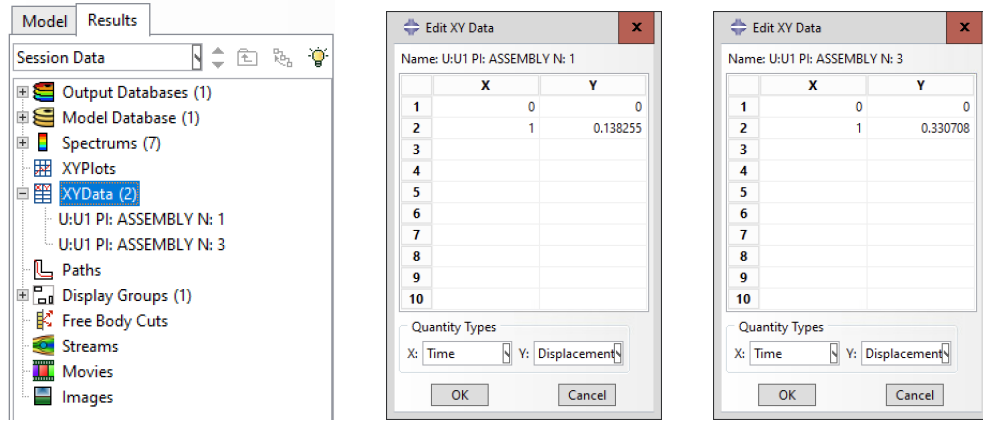 Model Results
Session Data
Output Databases (1)
Model Database (1)
Spectrums (7)
XYPlots
XYData (2)
U:U1 PI: ASSEMBLY N: 1
U:U1 PI: ASSEMBLY N: 3
Paths
Display Groups (1)
Free Body Cuts
Streams
Movies
Images
Edit XY Data x
Name: U:U1 PI: ASSEMBLY N: 1
X Y
1 0 0
2 1 0.138255
3
4
5
6
7
8
9
10
Quantity Types
X: Time Y: Displacement
OK Cancel
Edit XY Data x
Name: U:U1 PI: ASSEMBLY N: 3
X Y
1 0 0
2 1 0.330708
3
4
5
6
7
8
9
10
Quantity Types
X: Time Y: Displacement
OK Cancel